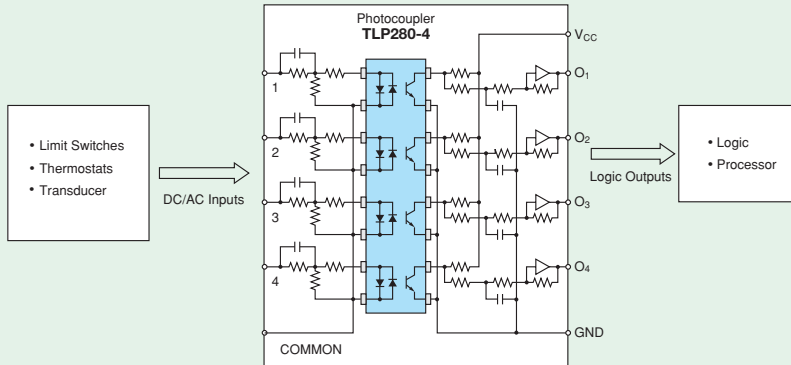 Photocoupler
TLP280-4
VCC
O1
1
• Limit Switches
• Thermostats
• Transducer
DC/AC Inputs
2
O2
Logic Outputs
• Logic
• Processor
3
O3
4
O4
GND
COMMON